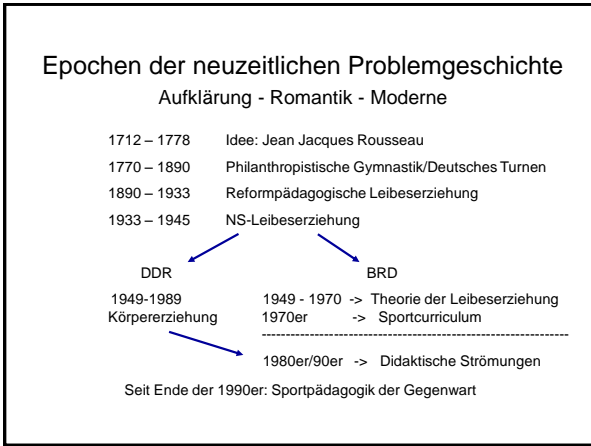 Epochen der neuzeitlichen Problemgeschichte
Aufklärung - Romantik - Moderne
1712 – 1778 Idee: Jean Jacques Rousseau
1770 – 1890 Philanthropistische Gymnastik/Deutsches Turnen
1890 – 1933 Reformpädagogische Leibeserziehung
1933 – 1945 NS-Leibeserziehung
DDR BRD
1949-1989 1949 - 1970 -> Theorie der Leibeserziehung
Körpererziehung 1970er -> Sportcurriculum
1980er/90er -> Didaktische Strömungen
Seit Ende der 1990er: Sportpädagogik der Gegenwart